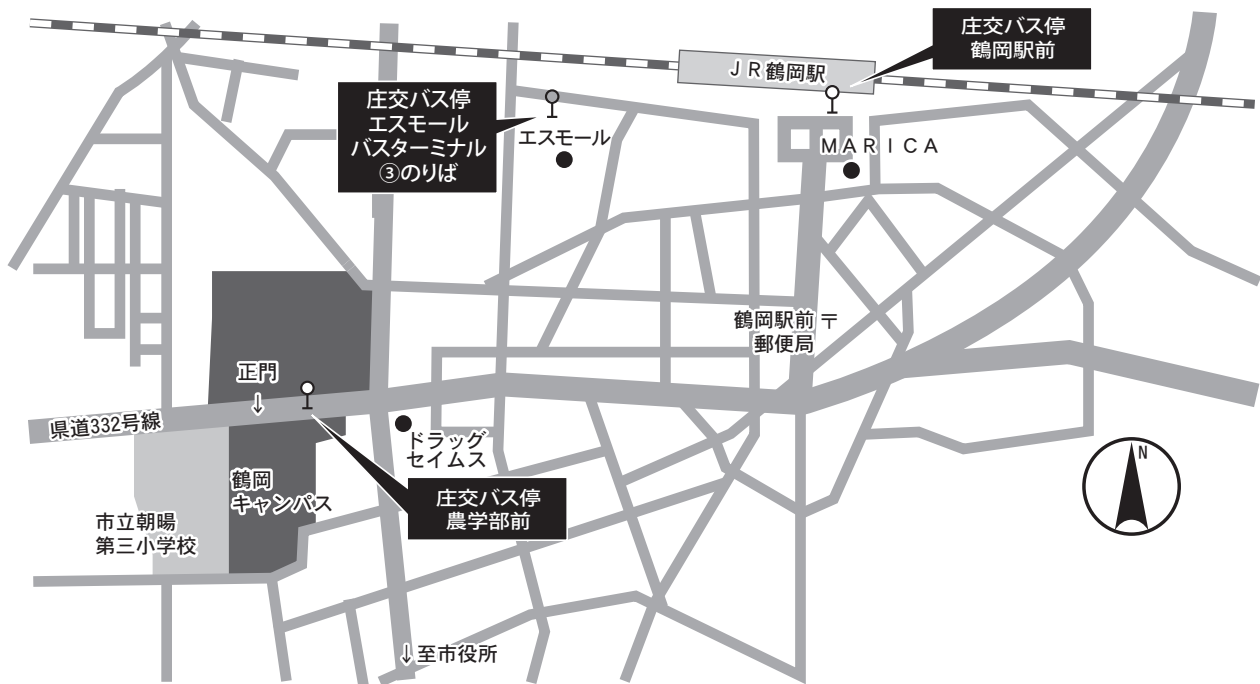 庄交バス停
鶴岡駅前
JR鶴岡駅
庄交バス停
エスモール
バスターミナル
③のりば
エスモール
MARICA
鶴岡駅前 〒
郵便局
正門
↓
県道332号線
ドラッグ
セイムス
鶴岡
キャンパス
庄交バス停
農学部前
市立朝暘
第三小学校
↓至市役所
N